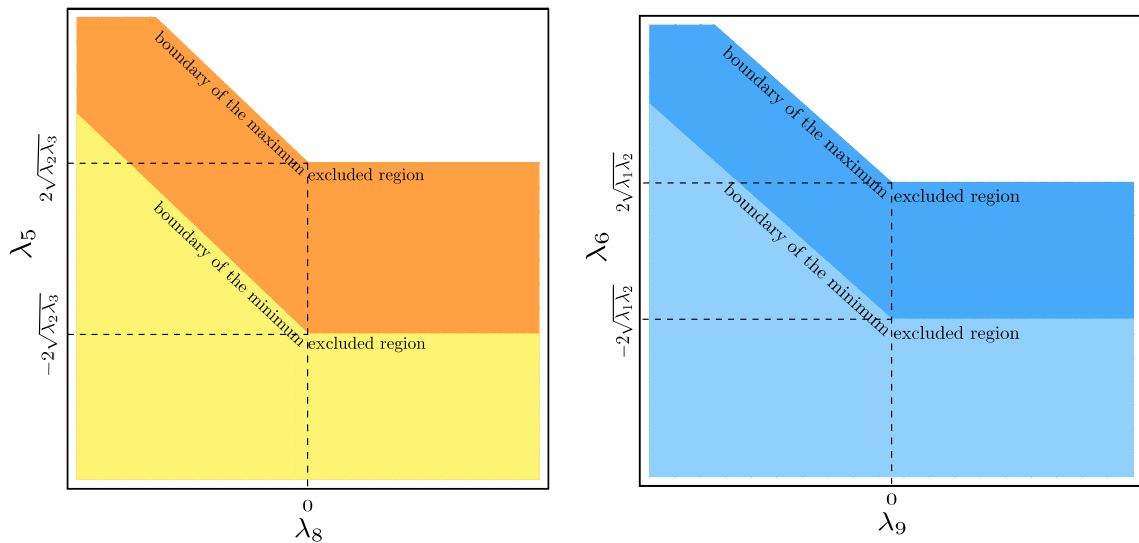 λ₅
2√λ₂λ₃
−2√λ₂λ₃
boundary of the maximum
excluded region
boundary of the minimum
excluded region
0
λ₈
λ₆
2√λ₁λ₂
−2√λ₁λ₂
boundary of the maximum
excluded region
boundary of the minimum
excluded region
0
λ₉